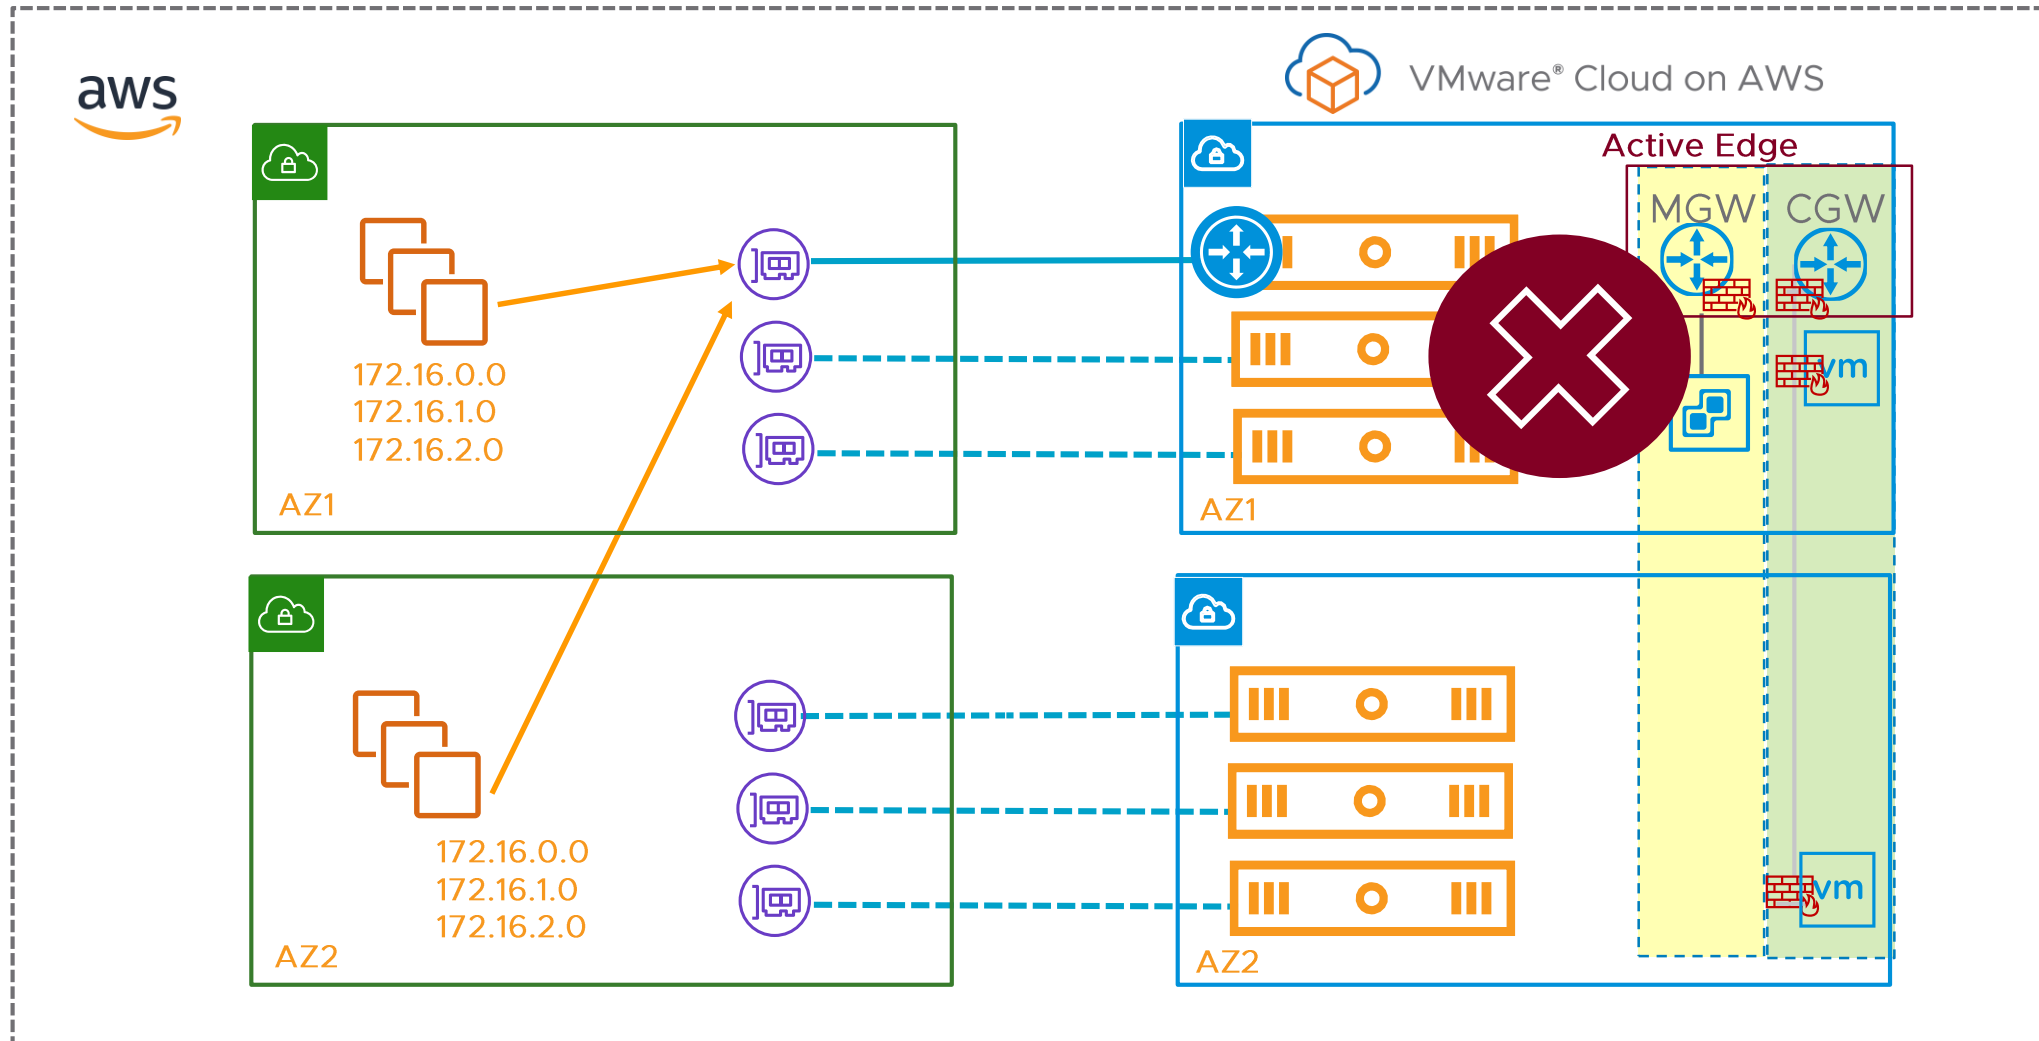 aws
VMware® Cloud on AWS
Active Edge
MGW
CGW
172.16.0.0
172.16.1.0
172.16.2.0
vm
AZ1
AZ1
172.16.0.0
172.16.1.0
172.16.2.0
vm
AZ2
AZ2